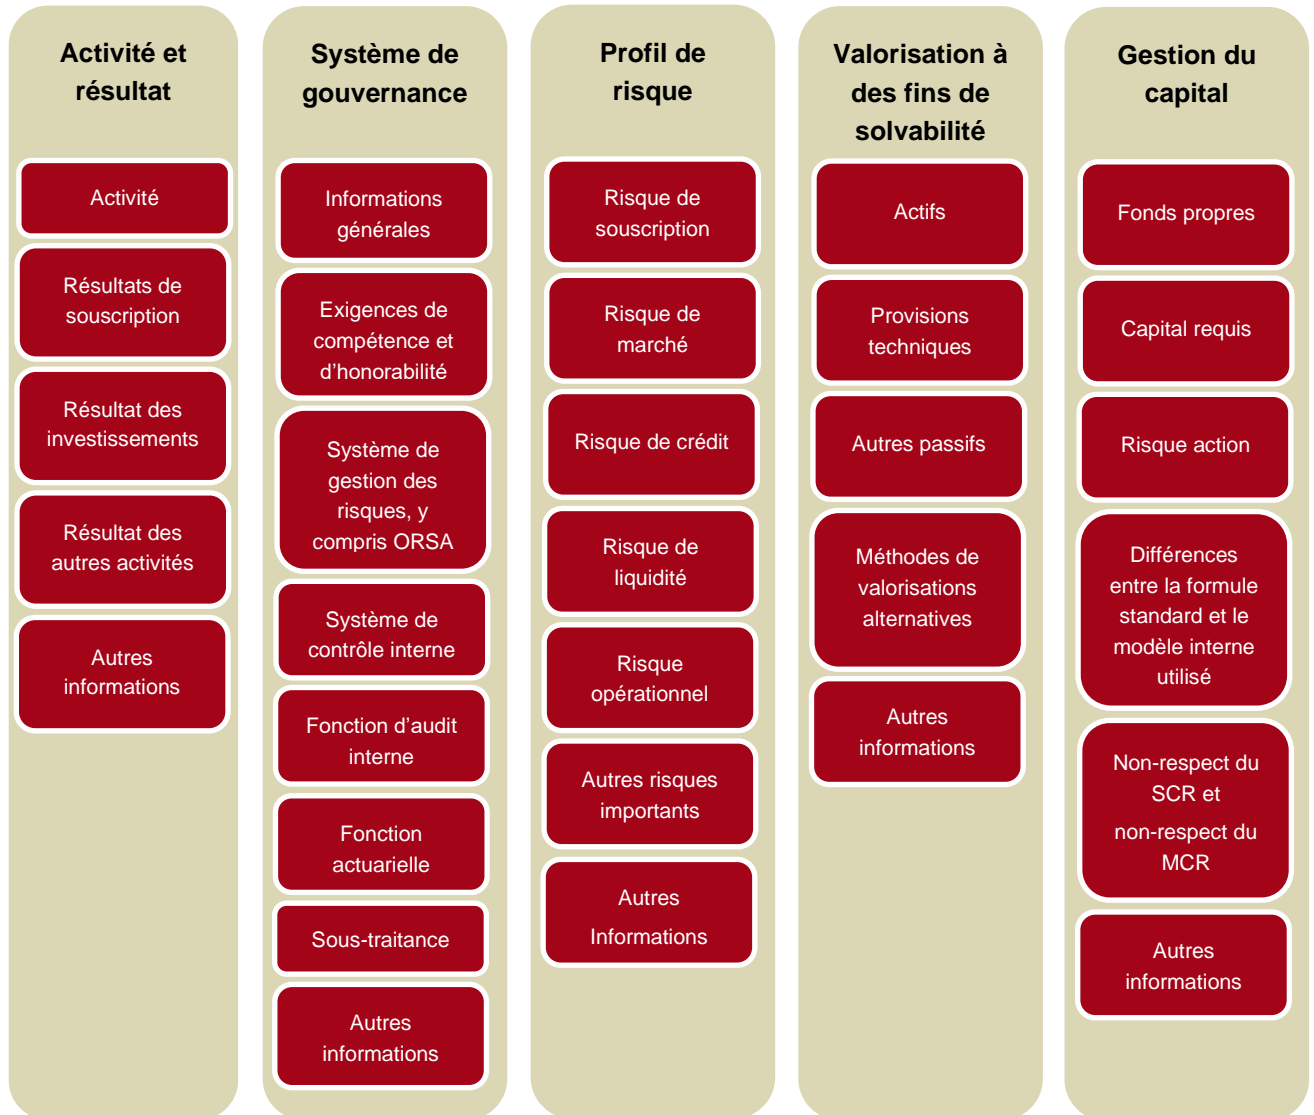 Activité et
résultat
Activité
Résultats de
souscription
Résultat des
investissements
Résultat des
autres activités
Autres
informations
Système de
gouvernance
Informations
générales
Exigences de
compétence et
d'honorabilité
Système de
gestion des
risques, y
compris ORSA
Système de
contrôle interne
Fonction d'audit
interne
Fonction
actuarielle
Sous-traitance
Autres
informations
Profil de
risque
Risque de
souscription
Risque de
marché
Risque de crédit
Risque de
liquidité
Risque
opérationnel
Autres risques
importants
Autres
Informations
Valorisation à
des fins de
solvabilité
Actifs
Provisions
techniques
Autres passifs
Méthodes de
valorisations
alternatives
Autres
informations
Gestion du
capital
Fonds propres
Capital requis
Risque action
Différences
entre la formule
standard et le
modèle interne
utilisé
Non-respect du
SCR et
non-respect du
MCR
Autres
informations